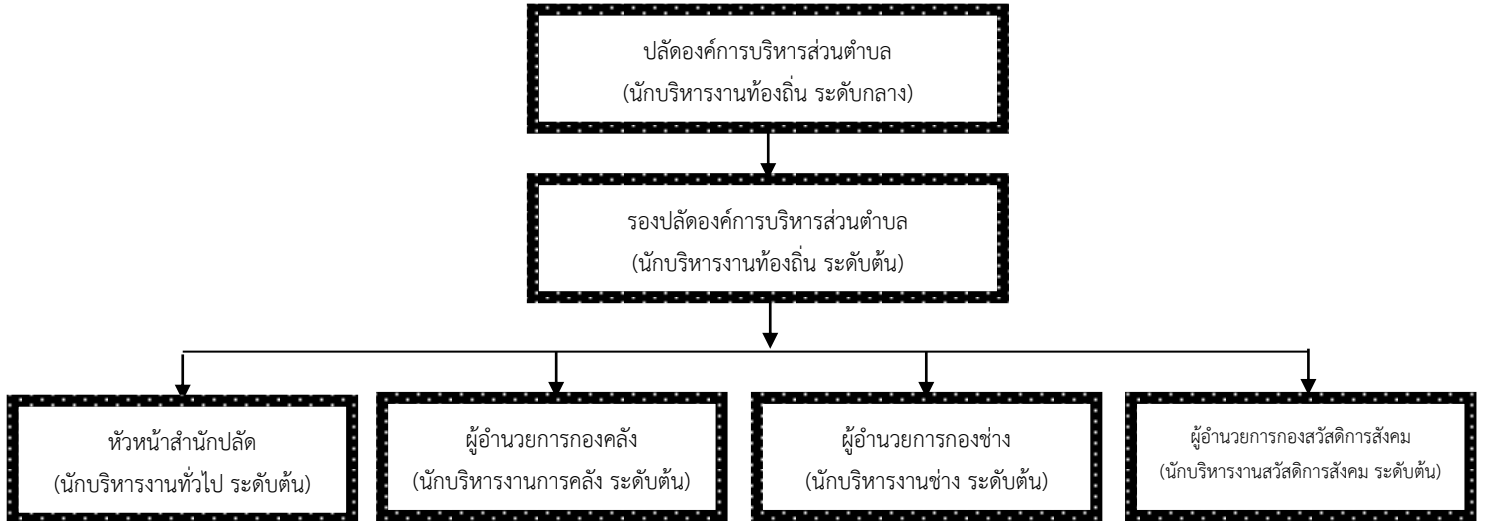 ปลัดองค์การบริหารส่วนตำบล
(นักบริหารงานท้องถิ่น ระดับกลาง)
รองปลัดองค์การบริหารส่วนตำบล
(นักบริหารงานท้องถิ่น ระดับต้น)
หัวหน้าสำนักปลัด
(นักบริหารงานทั่วไป ระดับต้น)
ผู้อำนวยการกองคลัง
(นักบริหารงานการคลัง ระดับต้น)
ผู้อำนวยการกองช่าง
(นักบริหารงานช่าง ระดับต้น)
ผู้อำนวยการกองสวัสดิการสังคม
(นักบริหารงานสวัสดิการสังคม ระดับต้น)